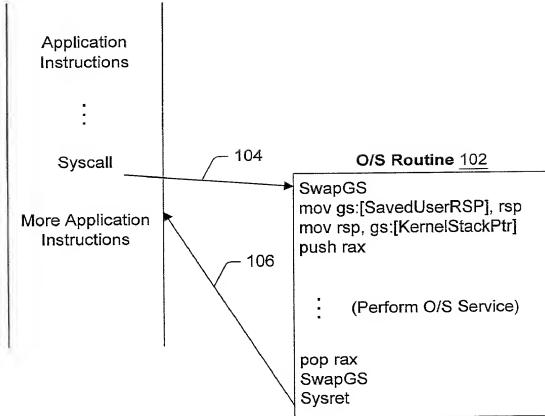 Application
Instructions
Syscall
104
More Application
Instructions
106
O/S Routine 102
SwapGS
mov gs:[SavedUserRSP], rsp
mov rsp, gs:[KernelStackPtr]
push rax
(Perform O/S Service)
pop rax
SwapGS
Sysret